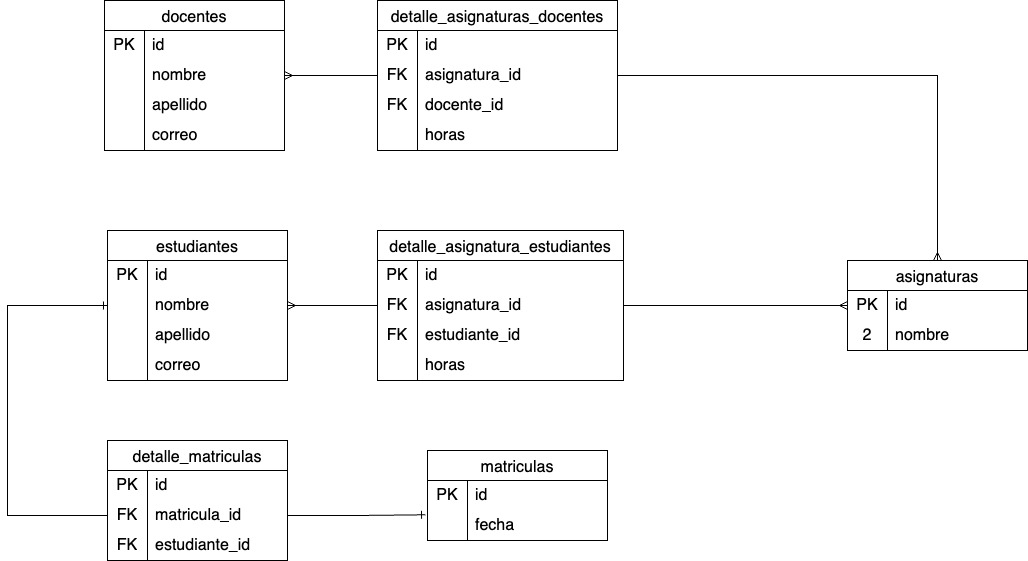 docentes
PK id
nombre
apellido
correo
detalle_asignaturas_docentes
PK id
FK asignatura_id
FK docente_id
horas
estudiantes
PK id
nombre
apellido
correo
detalle_asignatura_estudiantes
PK id
FK asignatura_id
FK estudiante_id
horas
asignaturas
PK id
2 nombre
detalle_matriculas
PK id
FK matricula_id
FK estudiante_id
matriculas
PK id
fecha